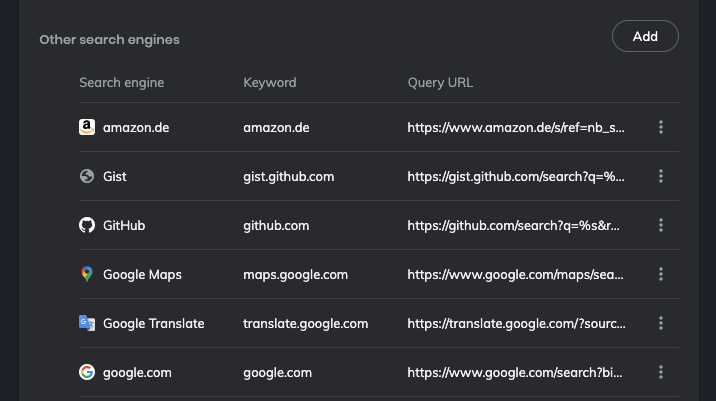 Other search engines
Add
Search engine Keyword Query URL
amazon.de amazon.de https://www.amazon.de/s/ref=nb_s...
Gist gist.github.com https://gist.github.com/search?q=%...
GitHub github.com https://github.com/search?q=%s&r...
Google Maps maps.google.com https://www.google.com/maps/sea...
Google Translate translate.google.com https://translate.google.com/?sourc...
google.com google.com https://www.google.com/search?bi...